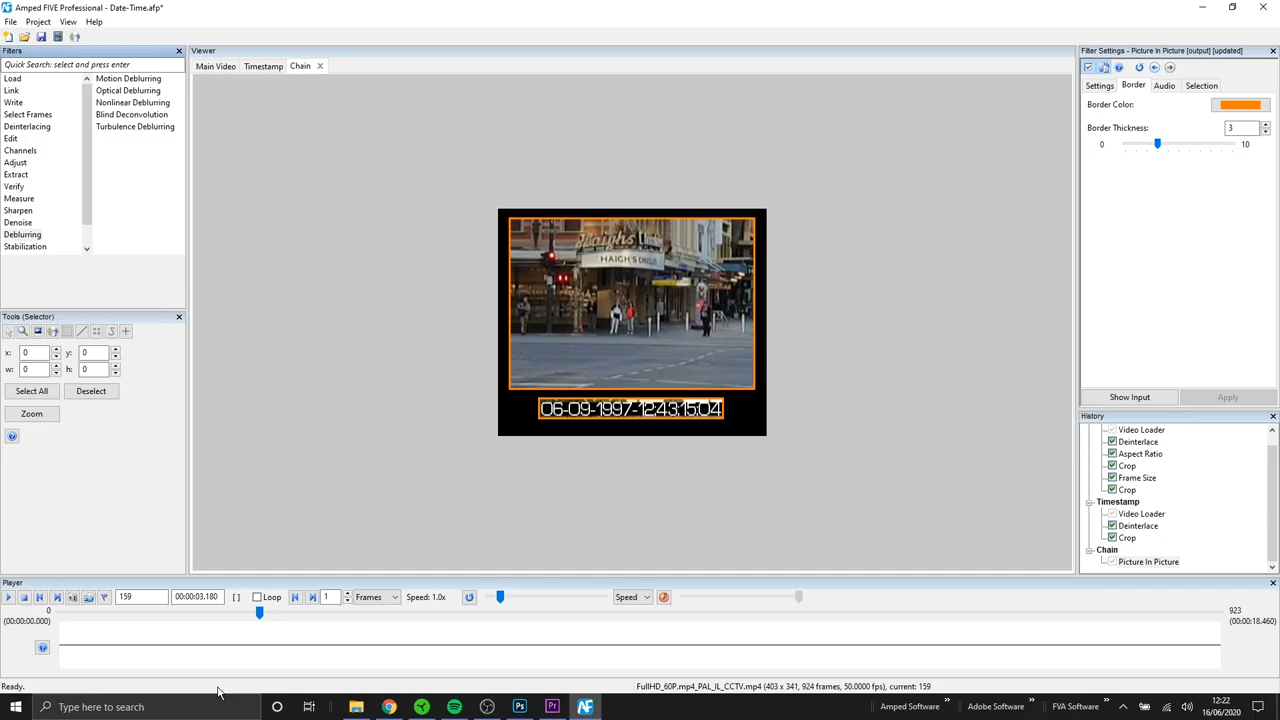 Amped FIVE Professional - Date-Time.afp*
File Project View Help
Filters
Quick Search: select and press enter
Load
Link
Write
Select Frames
Deinterlacing
Edit
Channels
Adjust
Extract
Verify
Measure
Sharpen
Denoise
Deblurring
Stabilization
Motion Deblurring
Optical Deblurring
Nonlinear Deblurring
Blind Deconvolution
Turbulence Deblurring
Tools (Selector)
x: 0 y: 0
w: 0 h: 0
Select All Deselect
Zoom
Viewer
Main Video Timestamp Chain
Haigh's
HAIGH'S
06-09-1997-12:43:15:04
Filter Settings - Picture In Picture [output] [updated]
Settings Border Audio Selection
Border Color:
Border Thickness: 3
0 10
Show Input Apply
History
Video Loader
Deinterlace
Aspect Ratio
Crop
Frame Size
Crop
Timestamp
Video Loader
Deinterlace
Crop
Chain
Picture In Picture
Player
159 00:00:03.180 [ ] Loop 1 Frames Speed: 1.0x Speed
0 923
(00:00:00.000) (00:00:18.460)
Ready. FullHD_60P.mp4_PAL_IL_CCTV.mp4 (403 x 341, 924 frames, 50.0000 fps), current: 159
Type here to search
Amped Software Adobe Software FVA Software
12:22
16/06/2020